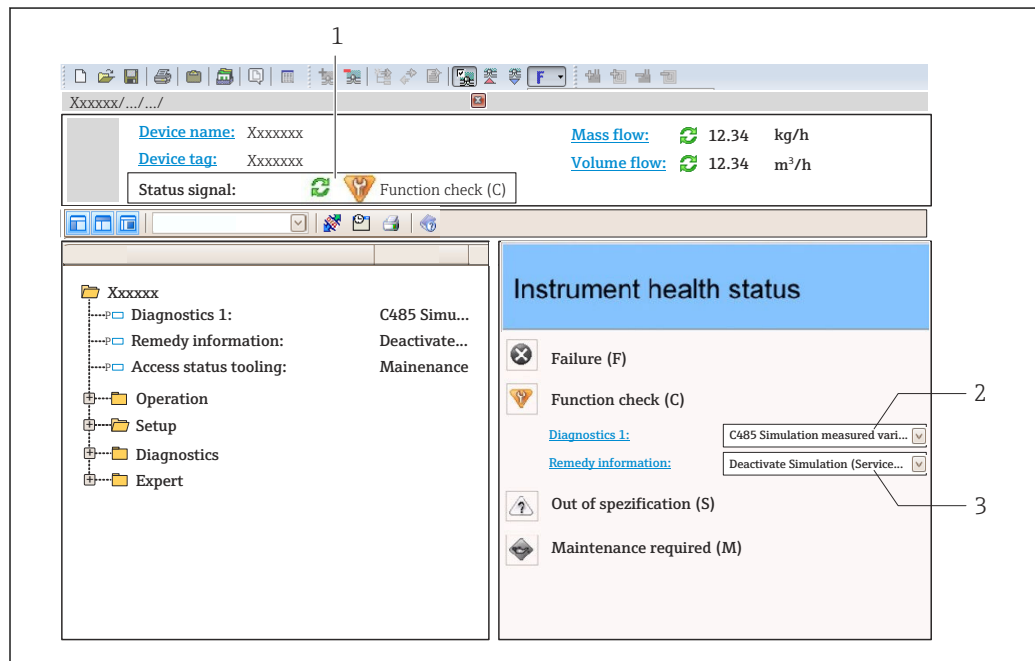 1
F
Xxxxxx/.../.../
Device name: Xxxxxxx
Mass flow: 12.34 kg/h
Device tag: Xxxxxxx
Volume flow: 12.34 m³/h
Status signal: Function check (C)
Xxxxxx
Diagnostics 1: C485 Simu...
Remedy information: Deactivate...
Access status tooling: Mainenance
Operation
Setup
Diagnostics
Expert
Instrument health status
Failure (F)
Function check (C)
2
Diagnostics 1: C485 Simulation measured vari...
Remedy information: Deactivate Simulation (Service...
Out of spezification (S)
3
Maintenance required (M)